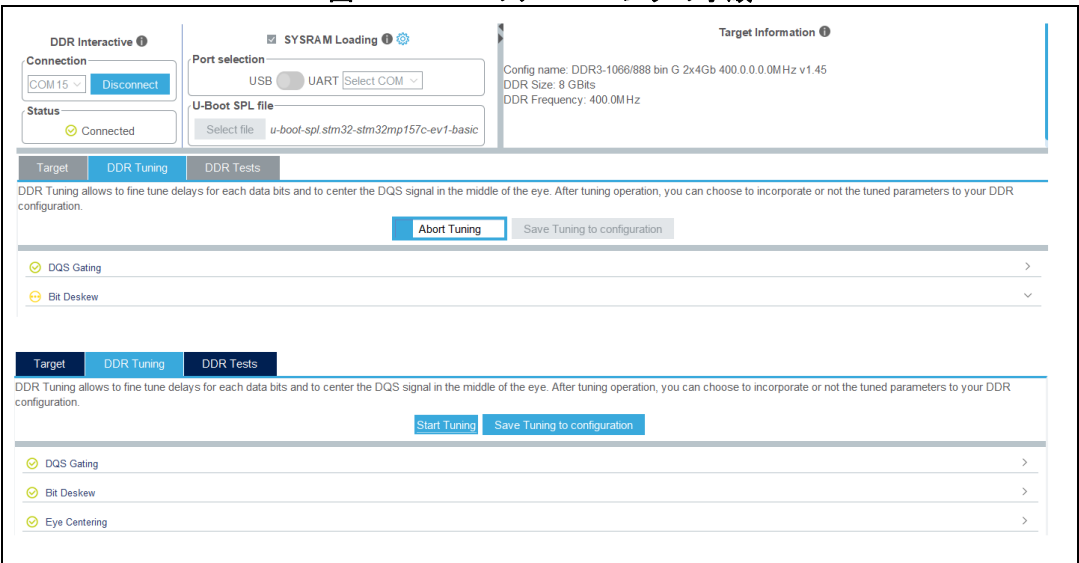 DDR Interactive
SYSRAM Loading
Target Information
Connection
COM15
Disconnect
Port selection
USB UART Select COM
Config name: DDR3-1066/888 bin G 2x4Gb 400.0.0.0.0MHz v1.45
DDR Size: 8 GBits
DDR Frequency: 400.0MHz
Status
Connected
U-Boot SPL file
Select file u-boot-spl.stm32-stm32mp157c-ev1-basic
Target DDR Tuning DDR Tests
DDR Tuning allows to fine tune delays for each data bits and to center the DQS signal in the middle of the eye. After tuning operation, you can choose to incorporate or not the tuned parameters to your DDR
configuration.
Abort Tuning Save Tuning to configuration
DQS Gating
Bit Deskew
Target DDR Tuning DDR Tests
DDR Tuning allows to fine tune delays for each data bits and to center the DQS signal in the middle of the eye. After tuning operation, you can choose to incorporate or not the tuned parameters to your DDR
configuration.
Start Tuning Save Tuning to configuration
DQS Gating
Bit Deskew
Eye Centering